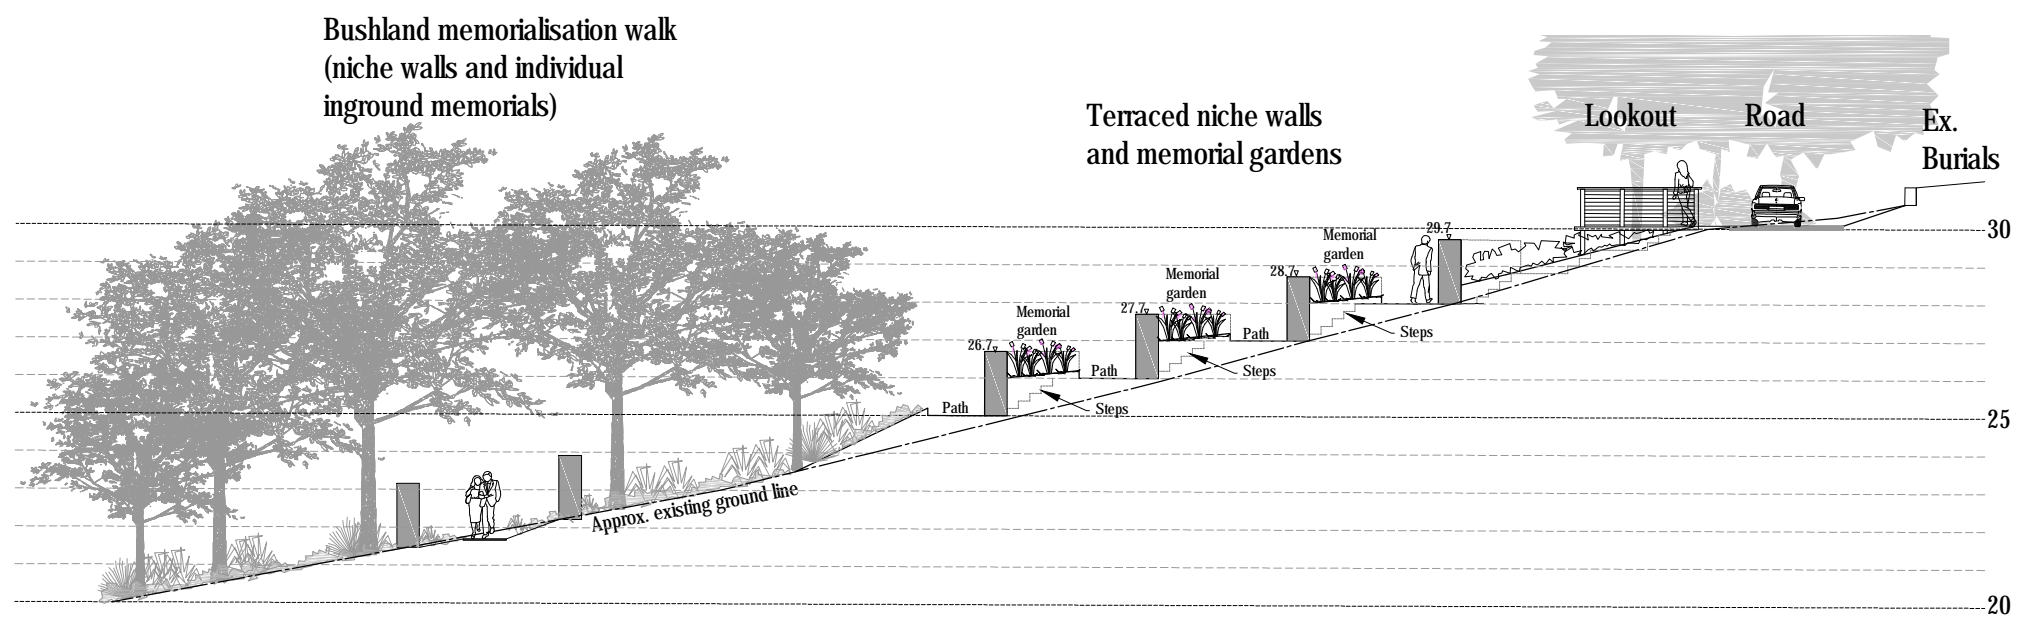 Bushland memorialisation walk
(niche walls and individual
inground memorials)
Terraced niche walls
and memorial gardens
Lookout
Road
Ex.
Burials
30
29.7
Memorial
garden
28.7
Memorial
garden
27.7
Memorial
garden
26.7
Steps
Path
Steps
Path
Steps
Path
25
Approx. existing ground line
20